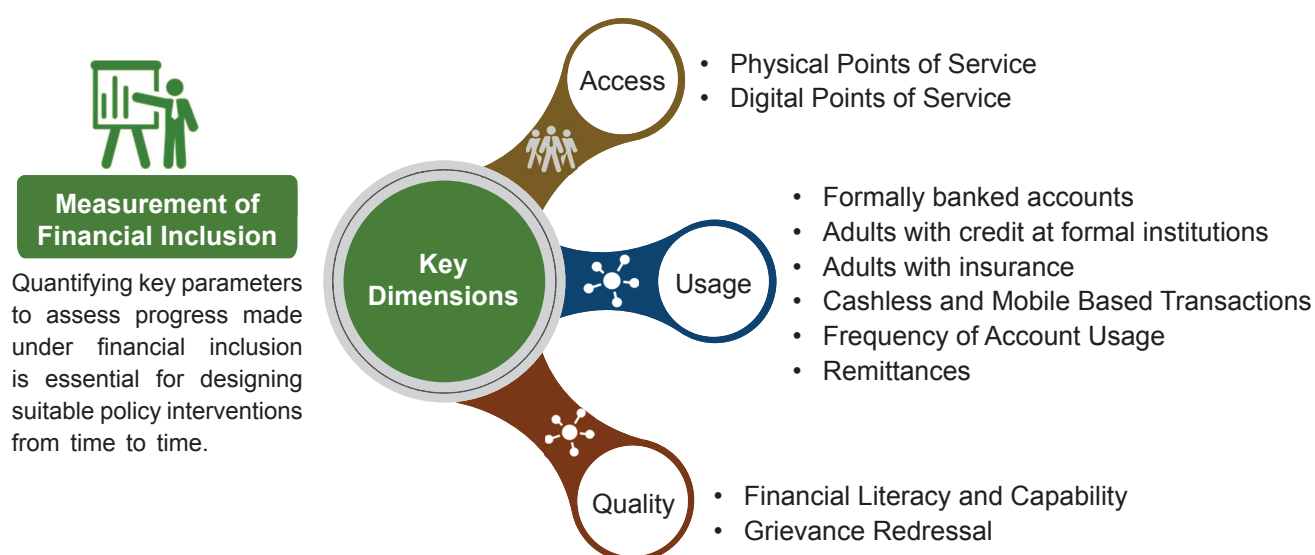 Measurement of
Financial Inclusion
Quantifying key parameters
to assess progress made
under financial inclusion
is essential for designing
suitable policy interventions
from time to time.
Key
Dimensions
Access
• Physical Points of Service
• Digital Points of Service
Usage
• Formally banked accounts
• Adults with credit at formal institutions
• Adults with insurance
• Cashless and Mobile Based Transactions
• Frequency of Account Usage
• Remittances
Quality
• Financial Literacy and Capability
• Grievance Redressal